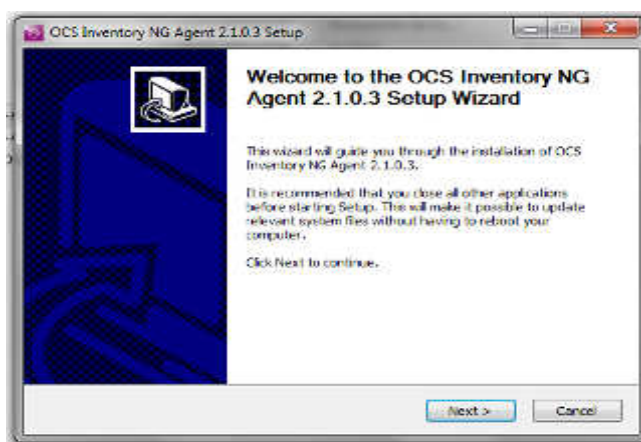 OCS Inventory NG Agent 2.1.0.3 Setup
Welcome to the OCS Inventory NG
Agent 2.1.0.3 Setup Wizard
This wizard will guide you through the installation of OCS
Inventory NG Agent 2.1.0.3.
It is recommended that you close all other applications
before starting Setup. This will make it possible to update
relevant system files without having to reboot your
computer.
Click Next to continue.
Next >
Cancel